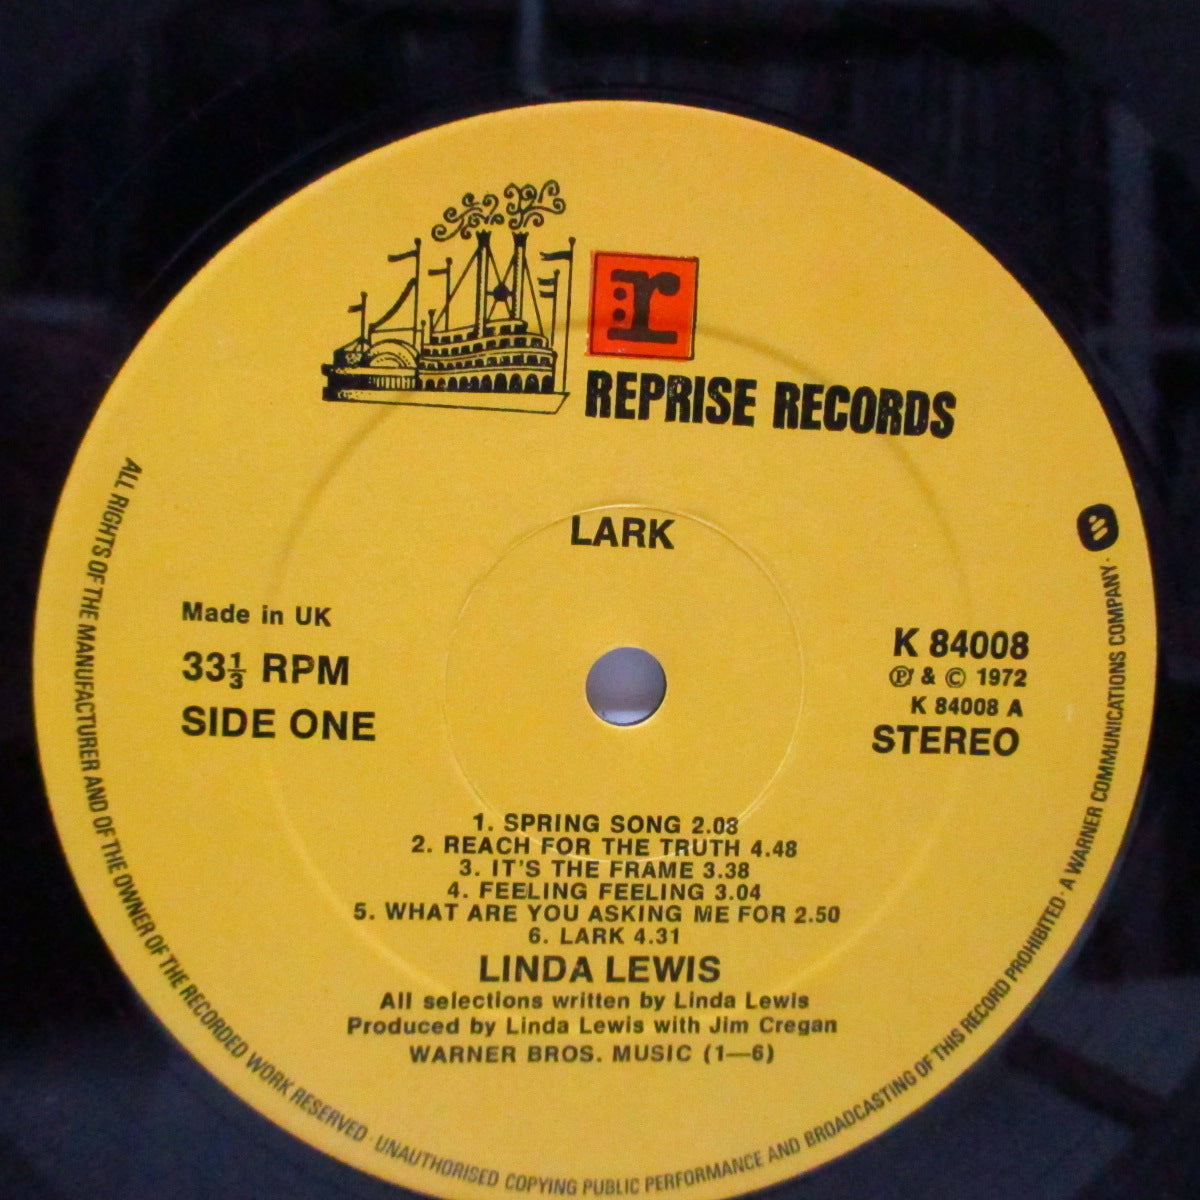 r
REPRISE RECORDS
LARK
Made in UK
33⅓ RPM
SIDE ONE
K 84008
℗ & © 1972
K 84008 A
STEREO
1. SPRING SONG 2.08
2. REACH FOR THE TRUTH 4.48
3. IT'S THE FRAME 3.38
4. FEELING FEELING 3.04
5. WHAT ARE YOU ASKING ME FOR 2.50
6. LARK 4.31
LINDA LEWIS
All selections written by Linda Lewis
Produced by Linda Lewis with Jim Cregan
WARNER BROS. MUSIC (1—6)
ALL RIGHTS OF THE MANUFACTURER AND OF THE OWNER OF THE RECORDED WORK RESERVED · UNAUTHORISED COPYING PUBLIC PERFORMANCE AND BROADCASTING OF THIS RECORD PROHIBITED · A WARNER COMMUNICATIONS COMPANY ·